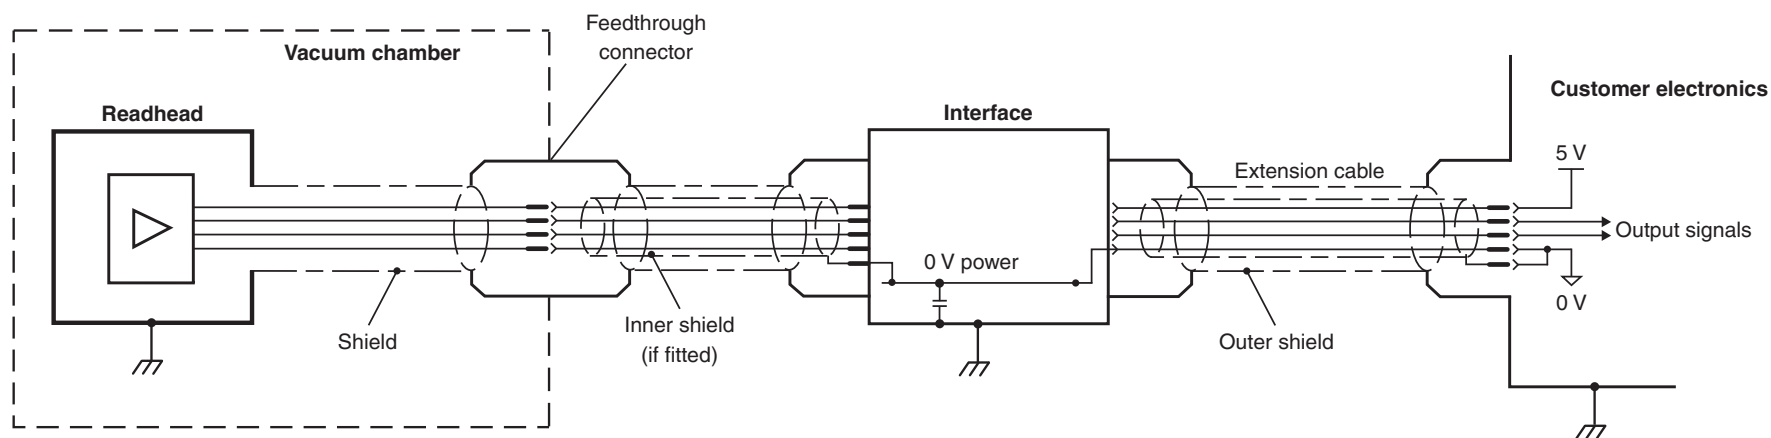 Feedthrough
connector
Vacuum chamber
Customer electronics
Readhead
Interface
5 V
Extension cable
Output signals
0 V power
0 V
Inner shield
(if fitted)
Shield
Outer shield